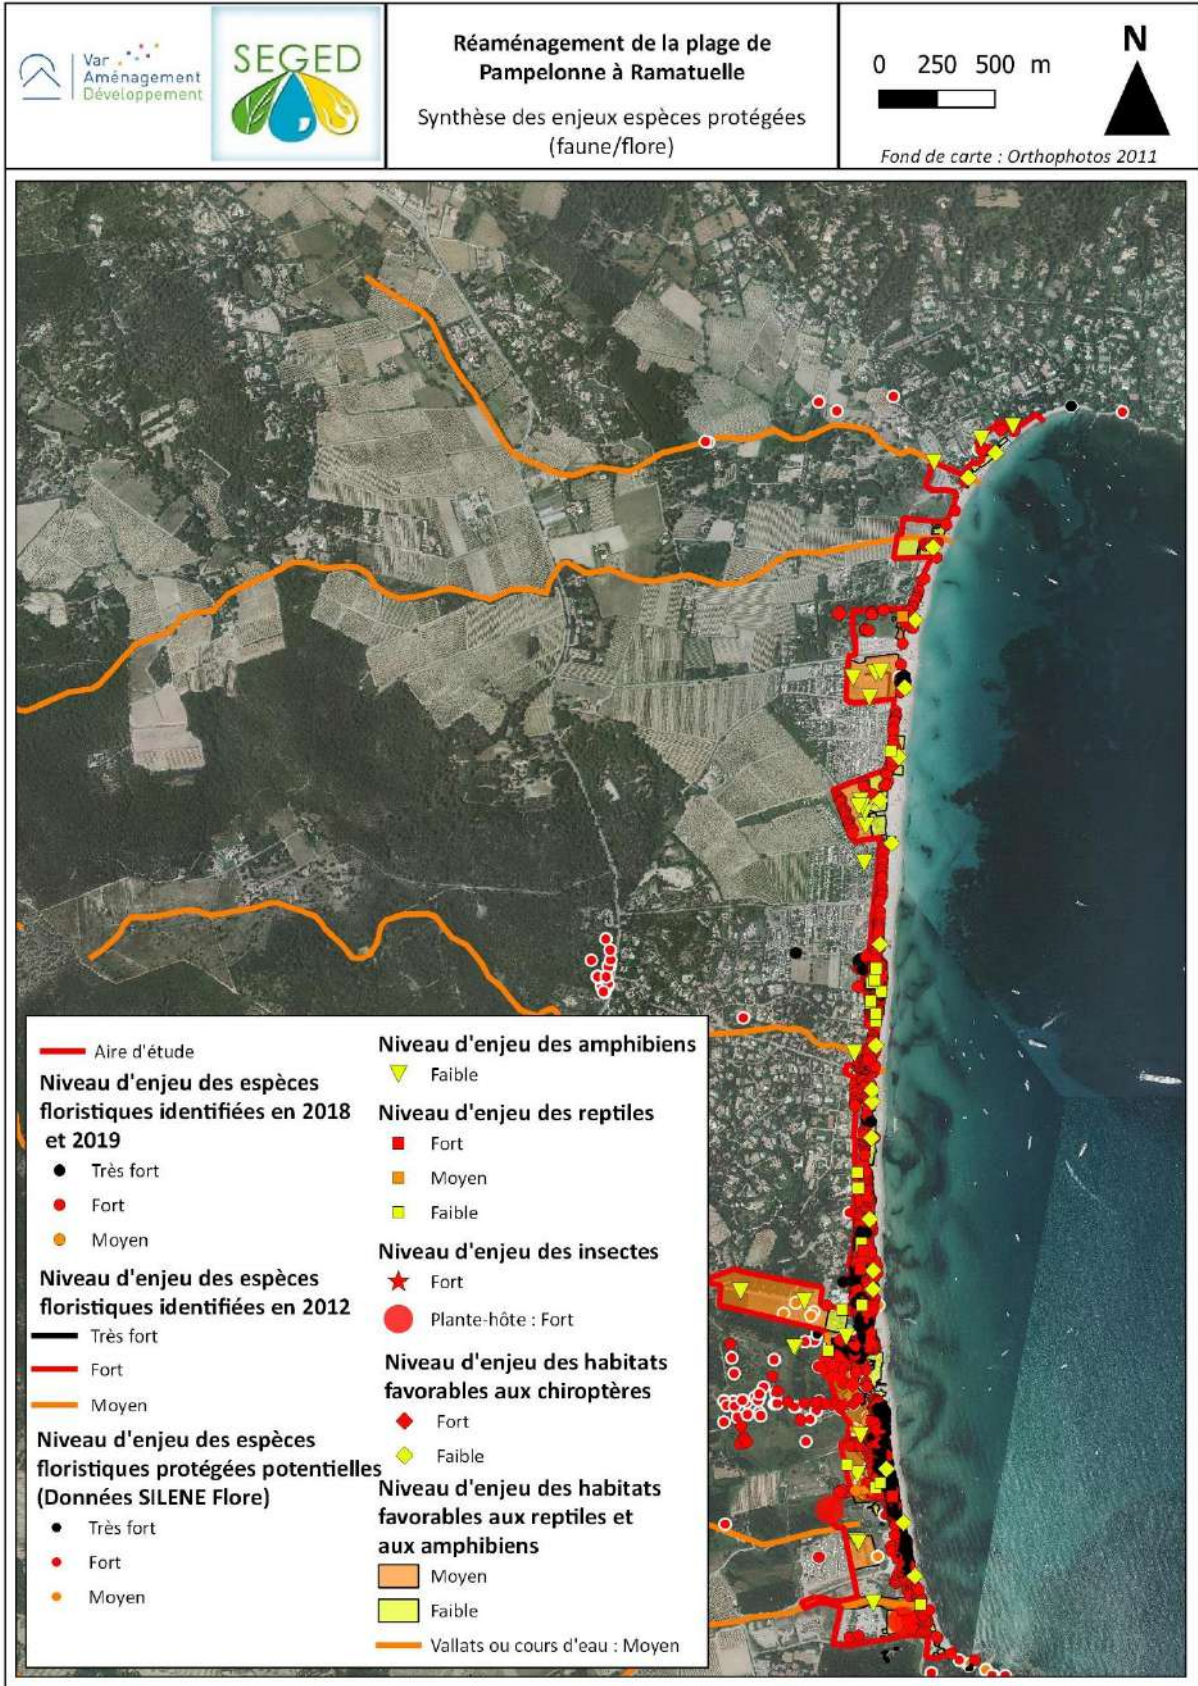 Var
Aménagement
Développement
SEGED
Réaménagement de la plage de
Pampelonne à Ramatuelle
Synthèse des enjeux espèces protégées
(faune/flore)
0 250 500 m
N
Fond de carte : Orthophotos 2011
Aire d'étude
Niveau d'enjeu des espèces
floristiques identifiées en 2018
et 2019
Très fort
Fort
Moyen
Niveau d'enjeu des espèces
floristiques identifiées en 2012
Très fort
Fort
Moyen
Niveau d'enjeu des espèces
floristiques protégées potentielles
(Données SILENE Flore)
Très fort
Fort
Moyen
Niveau d'enjeu des amphibiens
Faible
Niveau d'enjeu des reptiles
Fort
Moyen
Faible
Niveau d'enjeu des insectes
Fort
Plante-hôte : Fort
Niveau d'enjeu des habitats
favorables aux chiroptères
Fort
Faible
Niveau d'enjeu des habitats
favorables aux reptiles et
aux amphibiens
Moyen
Faible
Vallats ou cours d'eau : Moyen